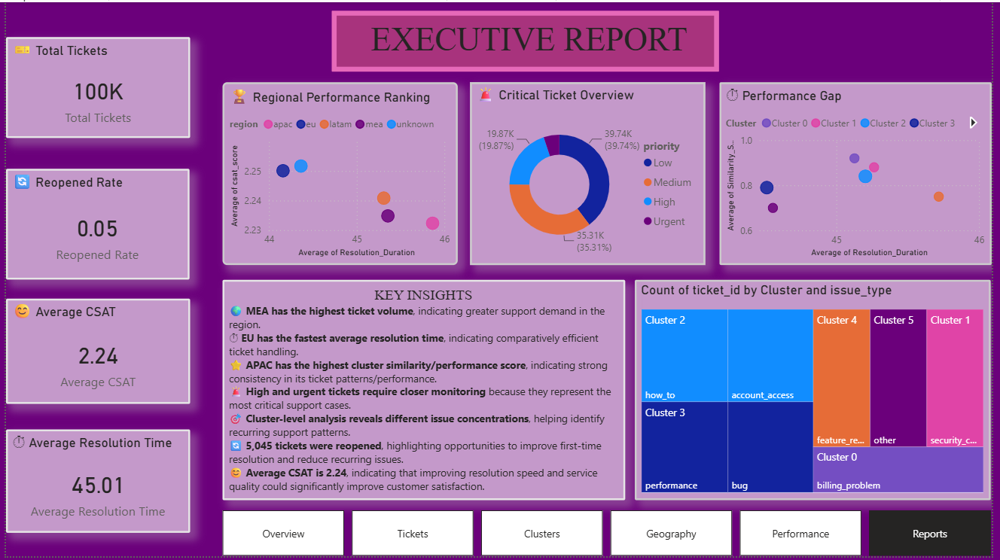 EXECUTIVE REPORT
Total Tickets
100K
Total Tickets
Reopened Rate
0.05
Reopened Rate
Average CSAT
2.24
Average CSAT
Average Resolution Time
45.01
Average Resolution Time
Regional Performance Ranking
region apac eu latam mea unknown
Average of csat_score
2.25
2.24
2.23
44 45 46
Average of Resolution_Duration
Critical Ticket Overview
19.87K
(19.87%)
39.74K
(39.74%)
35.31K
(35.31%)
priority
Low
Medium
High
Urgent
Performance Gap
Cluster Cluster 0 Cluster 1 Cluster 2 Cluster 3
Average of Similarity_S...
1.0
0.8
0.6
45 46
Average of Resolution_Duration
KEY INSIGHTS
MEA has the highest ticket volume, indicating greater support demand in the
region.
EU has the fastest average resolution time, indicating comparatively efficient
ticket handling.
APAC has the highest cluster similarity/performance score, indicating strong
consistency in its ticket patterns/performance.
High and urgent tickets require closer monitoring because they represent the
most critical support cases.
Cluster-level analysis reveals different issue concentrations, helping identify
recurring support patterns.
5,045 tickets were reopened, highlighting opportunities to improve first-time
resolution and reduce recurring issues.
Average CSAT is 2.24, indicating that improving resolution speed and service
quality could significantly improve customer satisfaction.
Count of ticket_id by Cluster and issue_type
Cluster 2
how_to
account_access
Cluster 3
performance
bug
Cluster 4
feature_re...
Cluster 5
other
Cluster 1
security_c...
Cluster 0
billing_problem
Overview
Tickets
Clusters
Geography
Performance
Reports